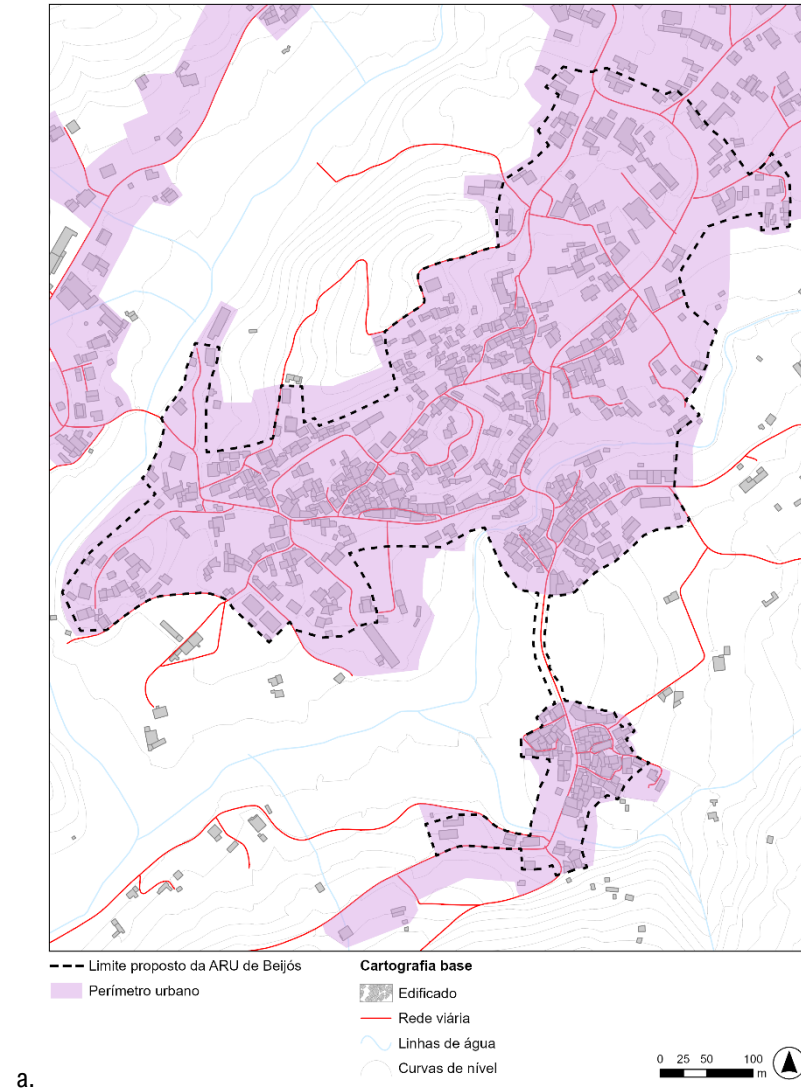 Limite proposto da ARU de Beijós
Perímetro urbano
Cartografia base
Edificado
Rede viária
Linhas de água
Curvas de nível
0 25 50 100
m
a.